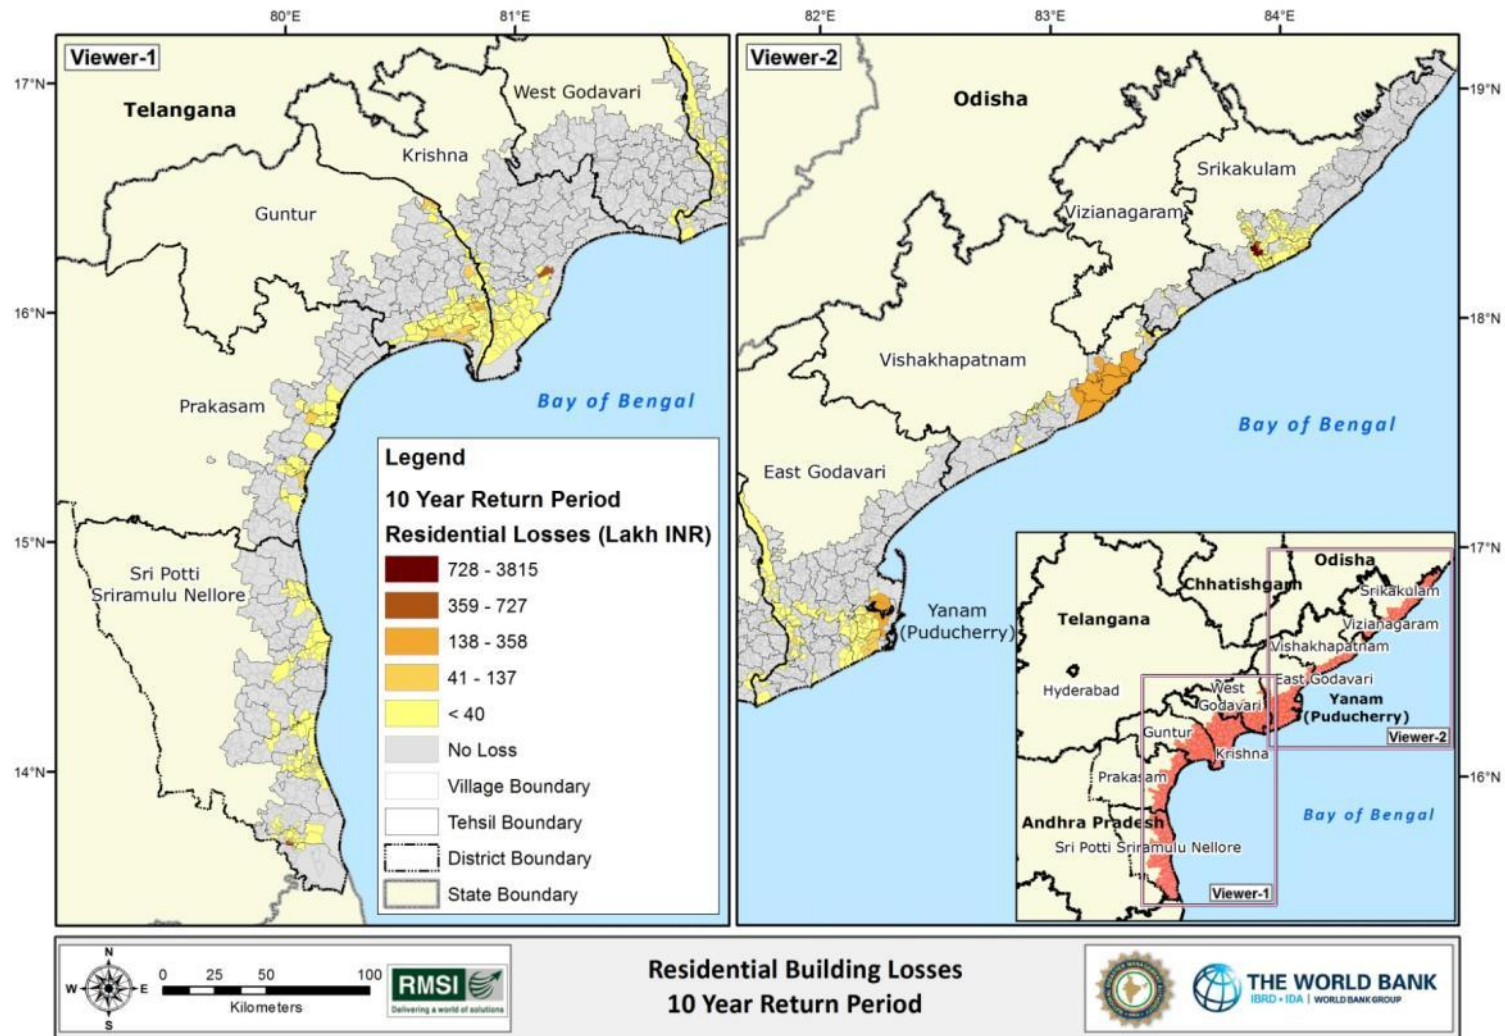 80°E
81°E
82°E
83°E
84°E
Viewer-1
17°N
16°N
15°N
14°N
Telangana
West Godavari
Krishna
Guntur
Prakasam
Bay of Bengal
Sri Potti
Sriramulu Nellore
Legend
10 Year Return Period
Residential Losses (Lakh INR)
728 - 3815
359 - 727
138 - 358
41 - 137
< 40
No Loss
Village Boundary
Tehsil Boundary
District Boundary
State Boundary
Viewer-2
19°N
18°N
17°N
16°N
Odisha
Srikakulam
Vizianagaram
Vishakhapatnam
Bay of Bengal
East Godavari
Yanam
(Puducherry)
Odisha
Chhatishgarh
Srikakulam
Telangana
Vizianagaram
Vishakhapatnam
East Godavari
Hyderabad
West
Godavari
Yanam
(Puducherry)
Viewer-2
Guntur
Krishna
Prakasam
Andhra Pradesh
Bay of Bengal
Sri Potti Sriramulu Nellore
Viewer-1
N
W
E
S
0 25 50 100
Kilometers
RMSI
Delivering a world of solutions
Residential Building Losses
10 Year Return Period
THE WORLD BANK
IBRD • IDA | WORLD BANK GROUP